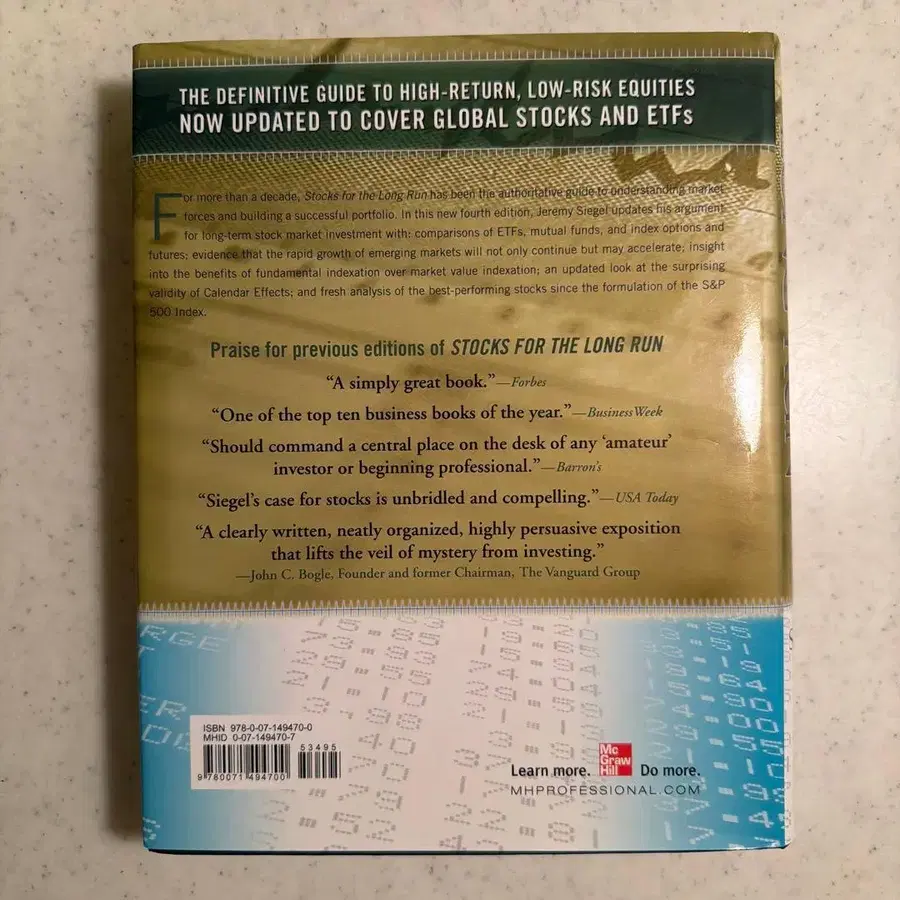 THE DEFINITIVE GUIDE TO HIGH-RETURN, LOW-RISK EQUITIES
NOW UPDATED TO COVER GLOBAL STOCKS AND ETFs
For more than a decade, Stocks for the Long Run has been the authoritative guide to understanding market
forces and building a successful portfolio. In this new fourth edition, Jeremy Siegel updates his argument
for long-term stock market investment with: comparisons of ETFs, mutual funds, and index options and
futures; evidence that the rapid growth of emerging markets will not only continue but may accelerate; insight
into the benefits of fundamental indexation over market value indexation; an updated look at the surprising
validity of Calendar Effects; and fresh analysis of the best-performing stocks since the formulation of the S&P
500 Index.
Praise for previous editions of STOCKS FOR THE LONG RUN
“A simply great book.”—Forbes
“One of the top ten business books of the year.”—BusinessWeek
“Should command a central place on the desk of any ‘amateur’
investor or beginning professional.”—Barron's
“Siegel's case for stocks is unbridled and compelling.”—USA Today
“A clearly written, neatly organized, highly persuasive exposition
that lifts the veil of mystery from investing.”
—John C. Bogle, Founder and former Chairman, The Vanguard Group
ISBN 978-0-07-149470-0
MHID 0-07-149470-7
53495
9 780071 494700
Learn more.
Mc
Graw
Hill
Do more.
MHPROFESSIONAL.COM